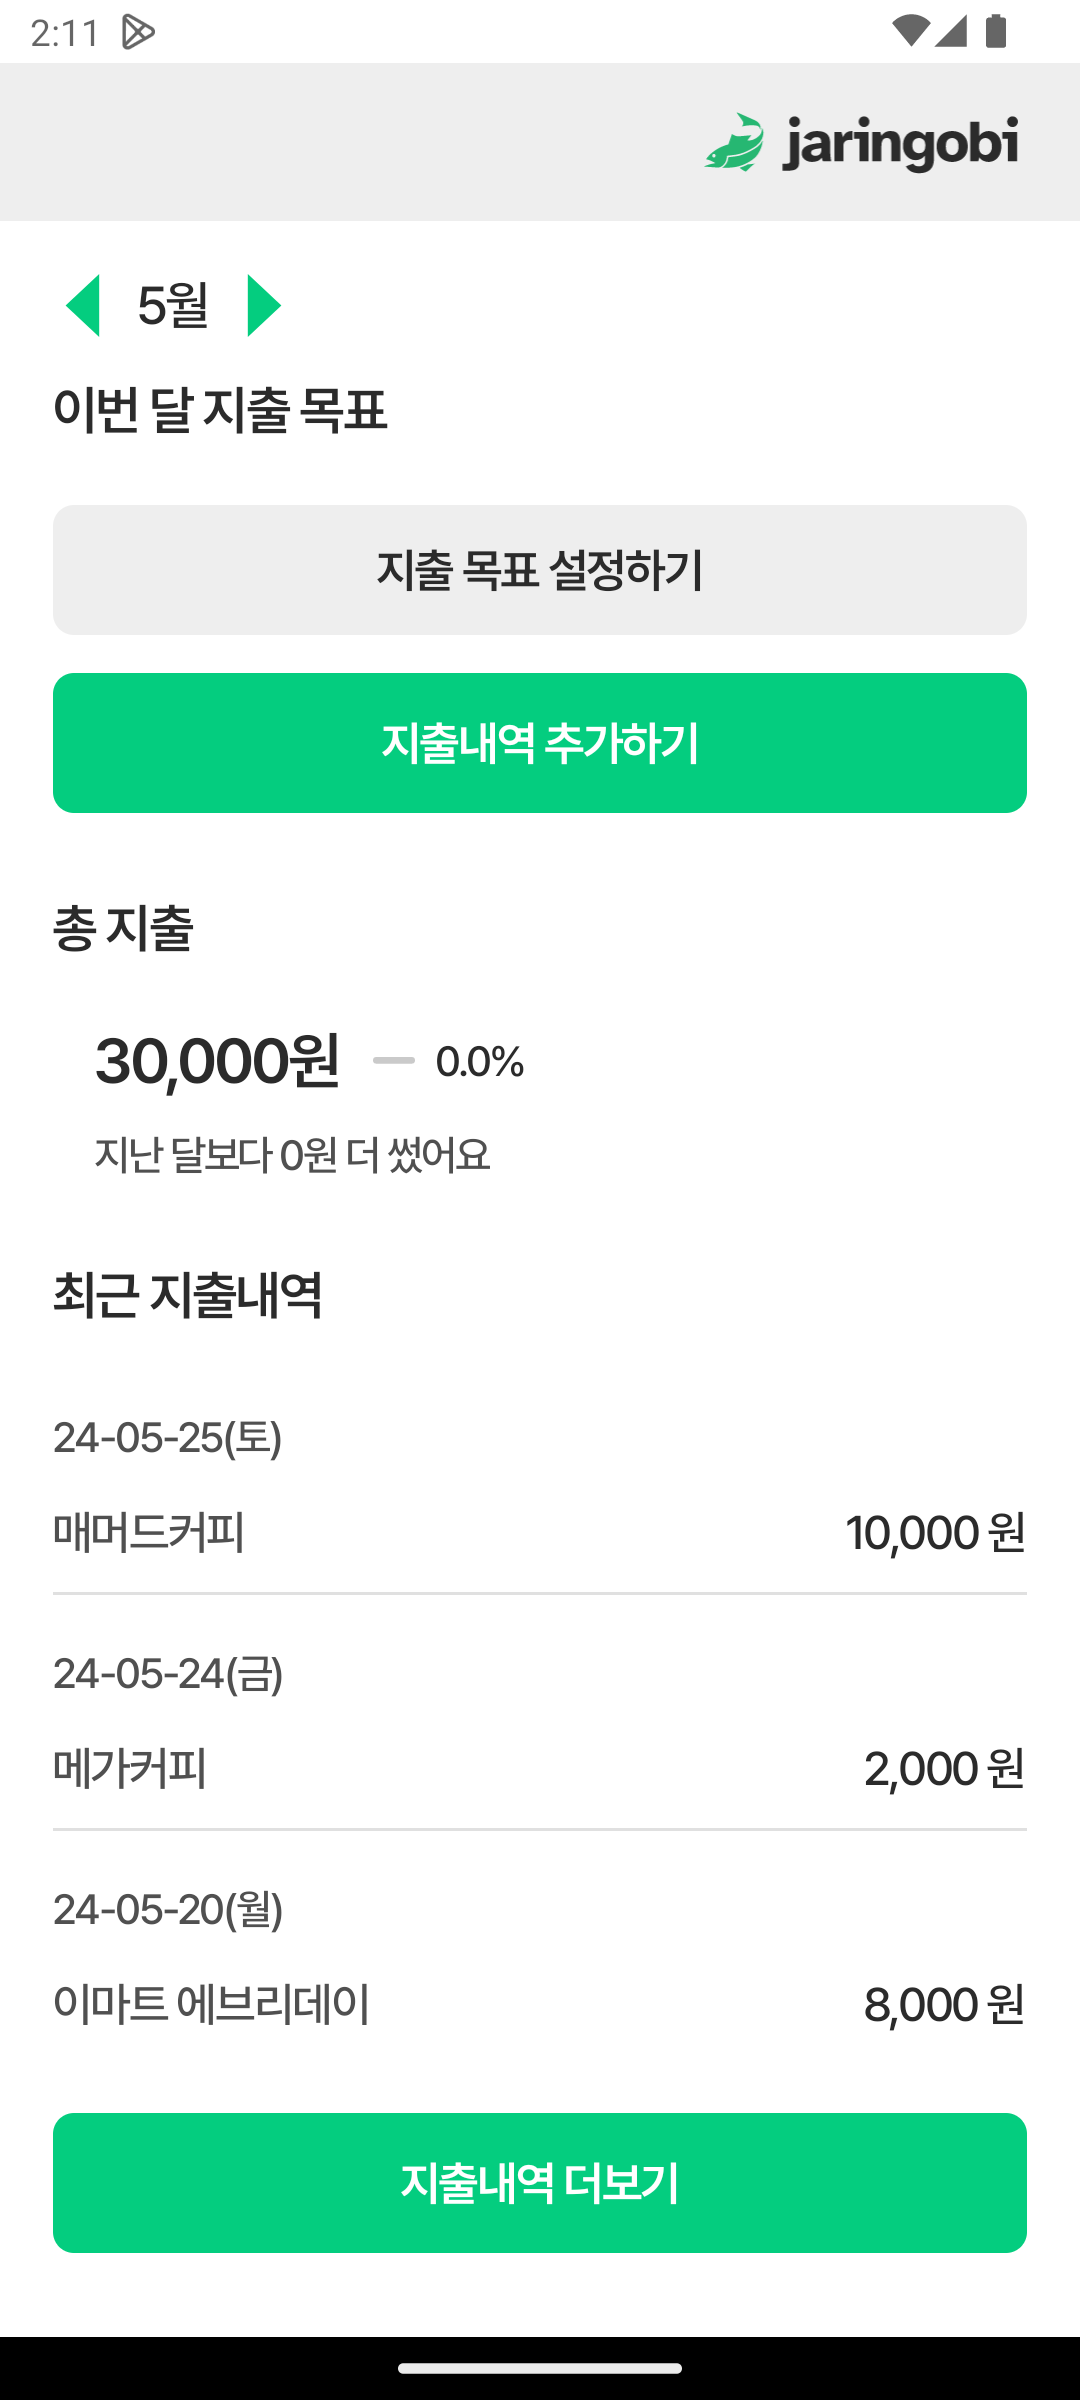 2:11
jaringobi
5월
이번 달 지출 목표
지출 목표 설정하기
지출내역 추가하기
총 지출
30,000원 0.0%
지난 달보다 0원 더 썼어요
최근 지출내역
24-05-25(토)
매머드커피 10,000 원
24-05-24(금)
메가커피 2,000 원
24-05-20(월)
이마트 에브리데이 8,000 원
지출내역 더보기